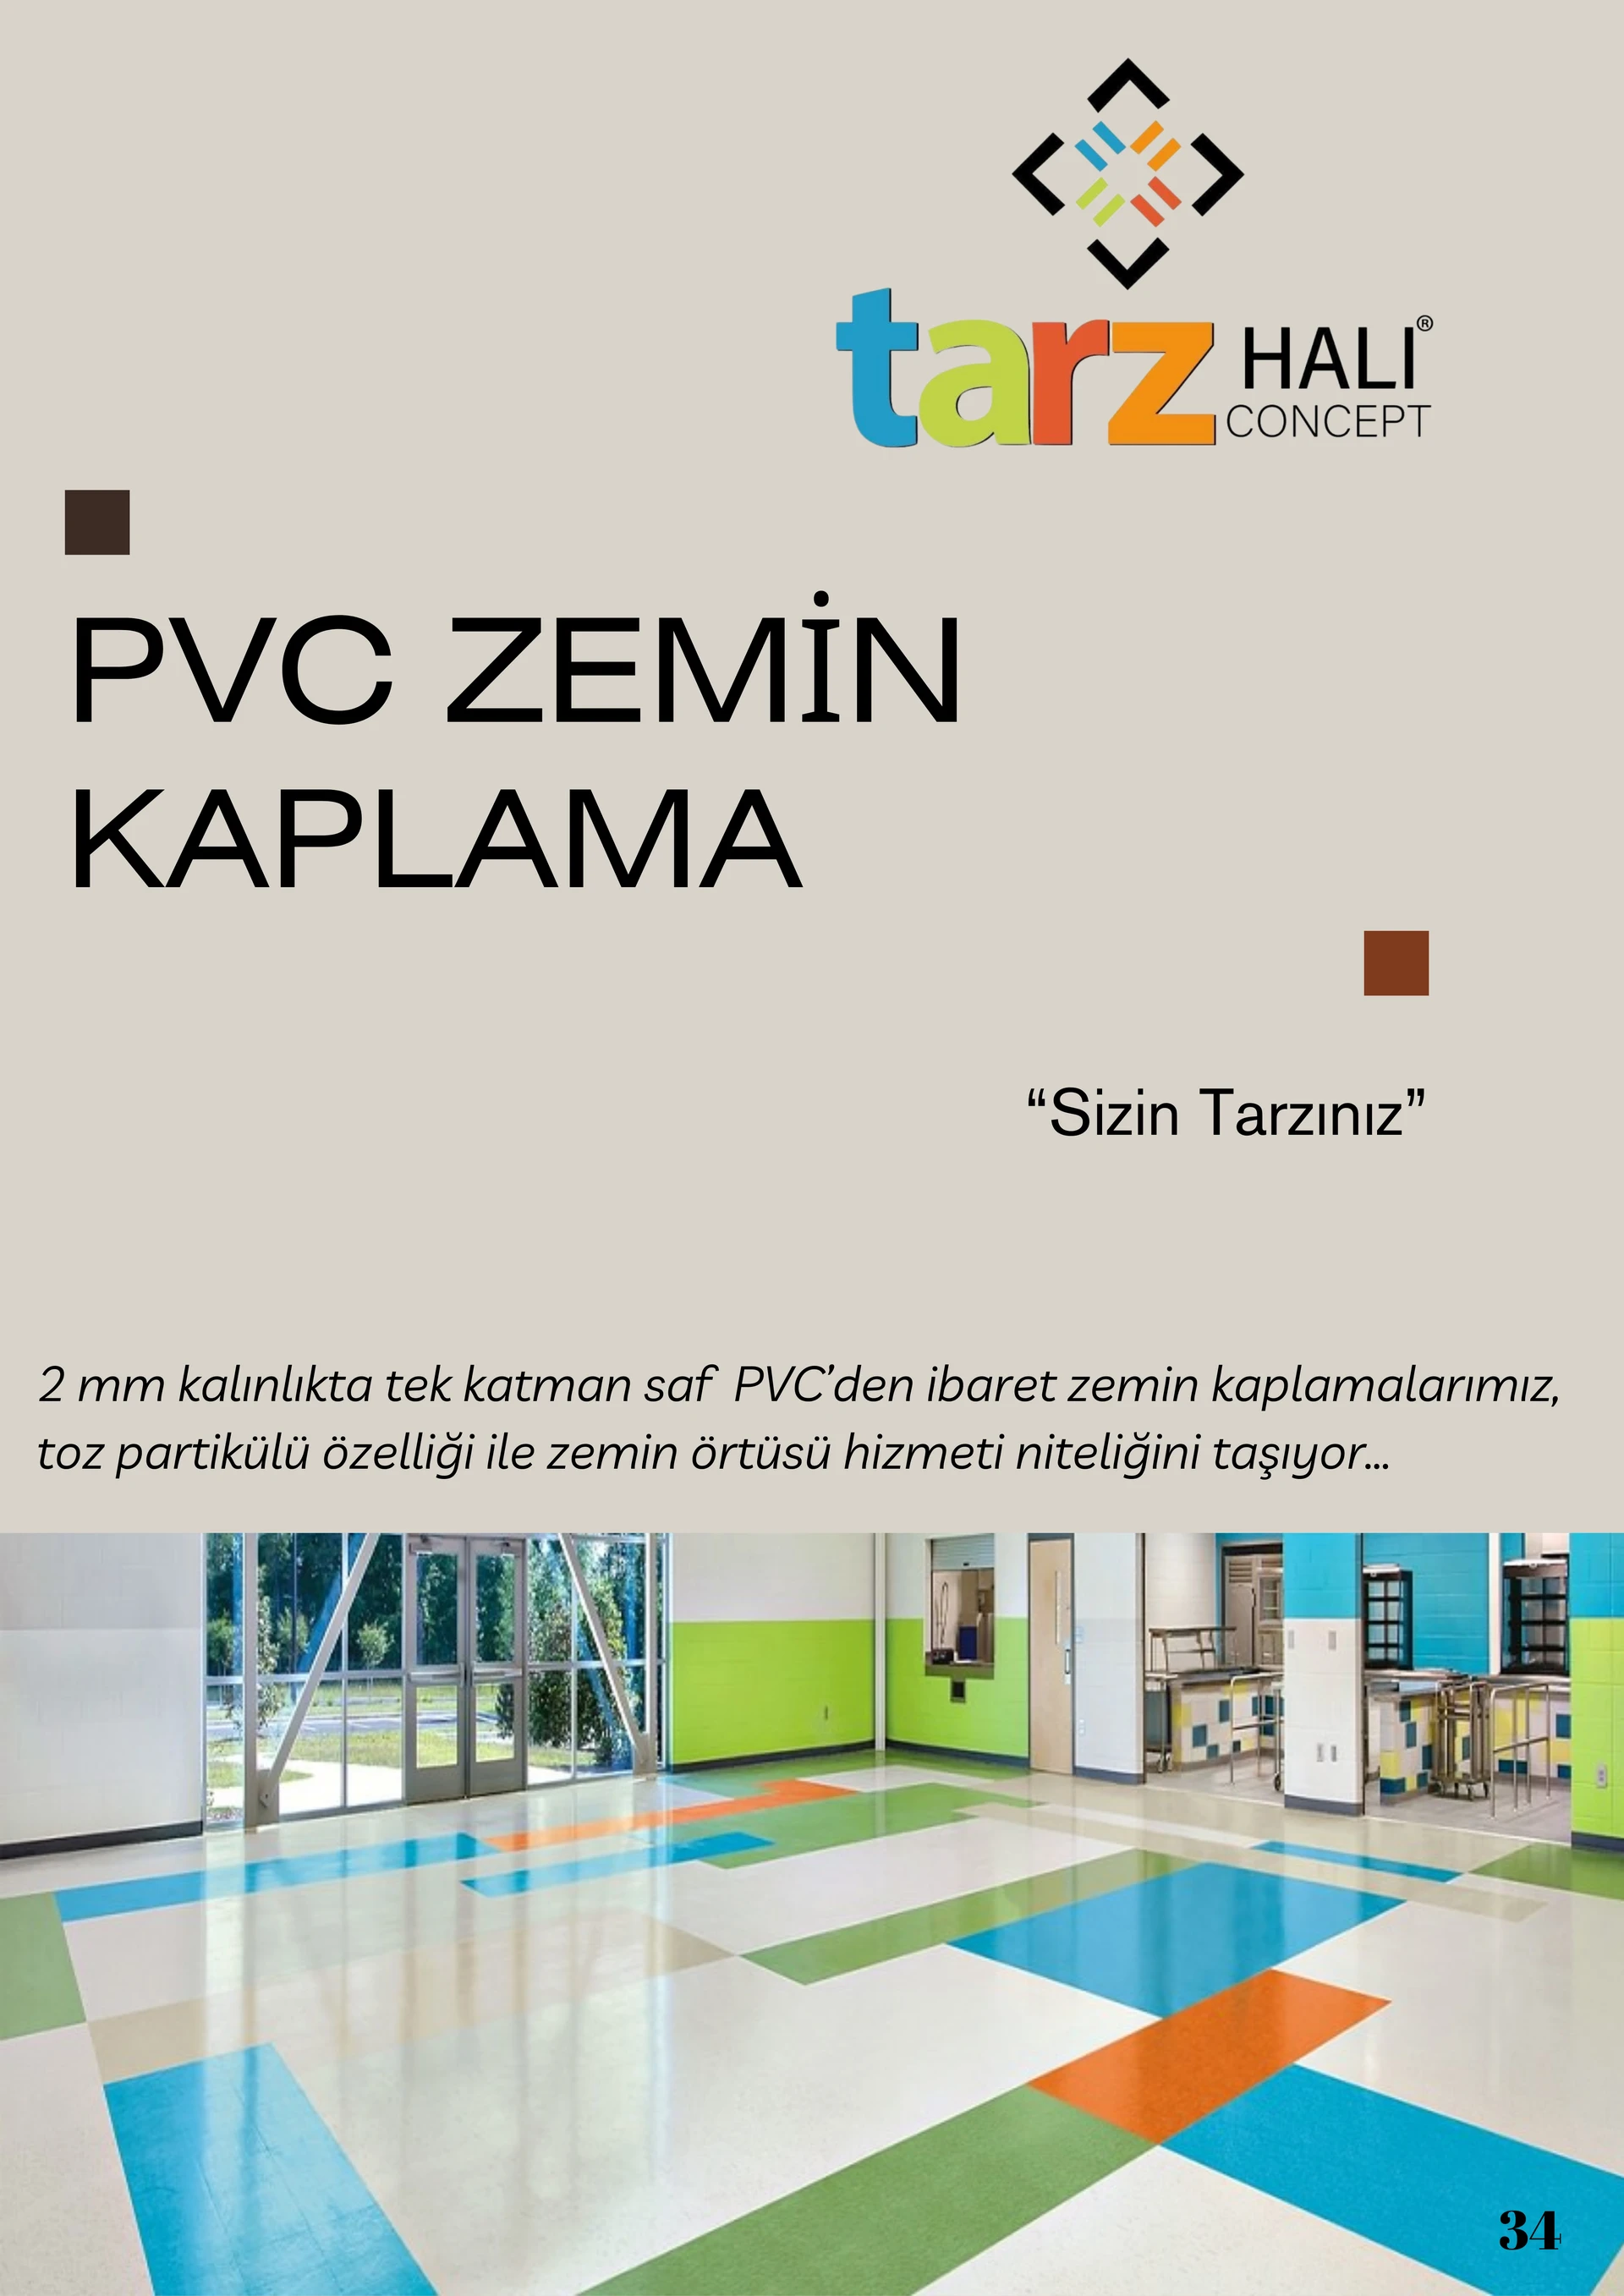 tarz HALI®
CONCEPT
PVC ZEMİN
KAPLAMA
“Sizin Tarzınız”
2 mm kalınlıkta tek katman saf PVC’den ibaret zemin kaplamalarımız,
toz partikülü özelliği ile zemin örtüsü hizmeti niteliğini taşıyor...
34